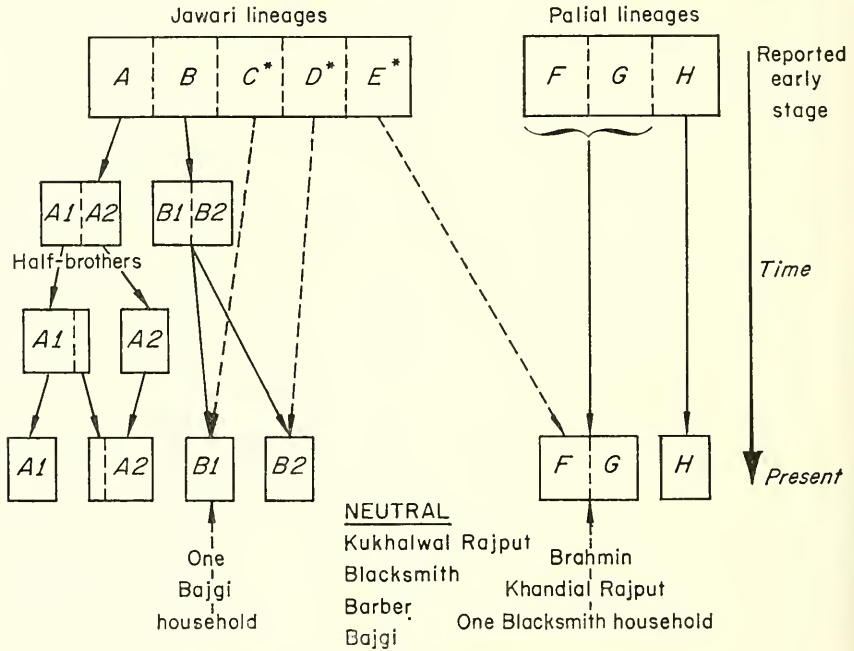 Jawari lineages
Palial lineages
A B C* D* E*
F G H
Reported
early
stage
A1 A2
B1 B2
Half-brothers
Time
A1 A2
A1 A2 B1 B2
F G H
Present
NEUTRAL
Kukhalwal Rajput
Blacksmith
Barber
Bajgi
One
Bajgi
household
Brahmin
Khandial Rajput
One Blacksmith household